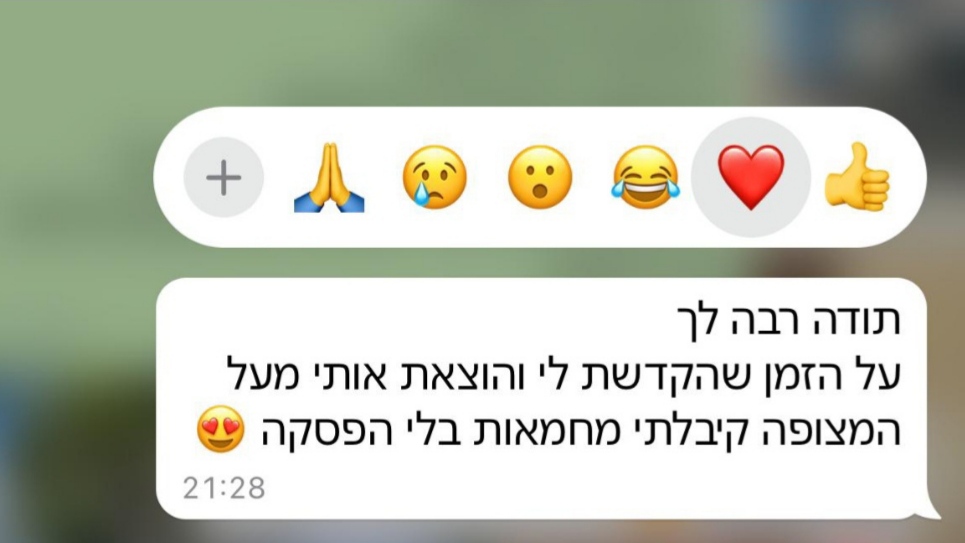 תודה רבה לך
על הזמן שהקדשת לי והוצאת אותי מעל
המצופה קיבלתי מחמאות בלי הפסקה 😍
21:28